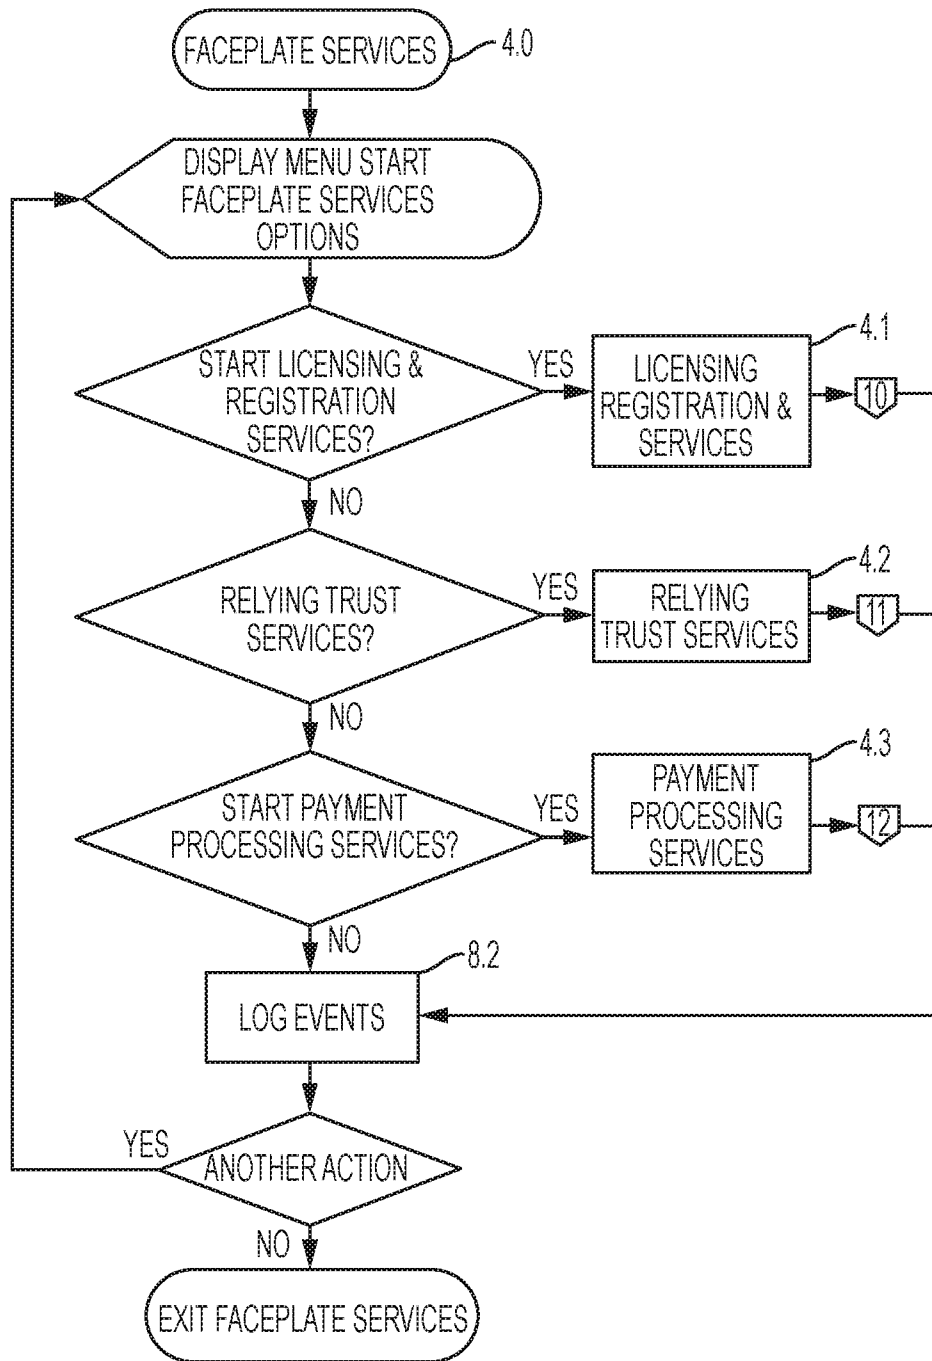 FACEPLATE SERVICES
4.0
DISPLAY MENU START
FACEPLATE SERVICES
OPTIONS
START LICENSING &
REGISTRATION
SERVICES?
YES
LICENSING
REGISTRATION &
SERVICES
4.1
10
NO
RELYING TRUST
SERVICES?
YES
RELYING
TRUST SERVICES
4.2
11
NO
START PAYMENT
PROCESSING SERVICES?
YES
PAYMENT
PROCESSING
SERVICES
4.3
12
NO
LOG EVENTS
8.2
YES
ANOTHER ACTION
NO
EXIT FACEPLATE SERVICES